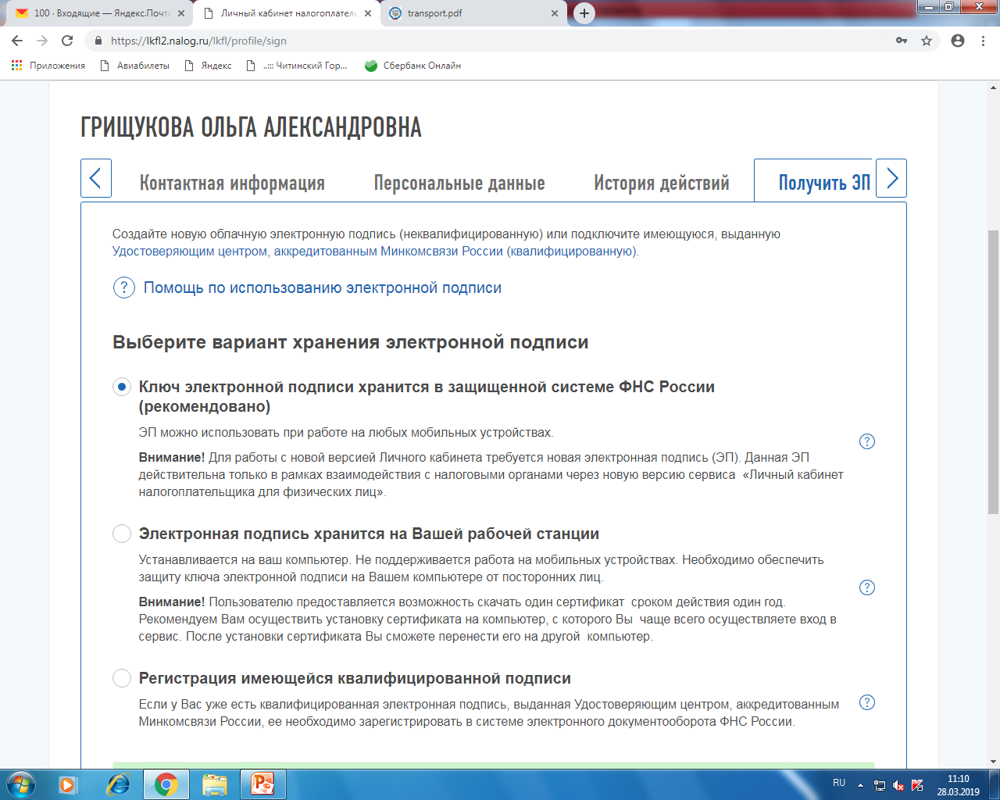 100 · Входящие — Яндекс.Почта
Личный кабинет налогоплатель
transport.pdf
https://lkfl2.nalog.ru/lkfl/profile/sign
Приложения
Авиабилеты
Яндекс
..::: Читинский Гор...
Сбербанк Онлайн
ГРИЩУКОВА ОЛЬГА АЛЕКСАНДРОВНА
Контактная информация
Персональные данные
История действий
Получить ЭП
Создайте новую облачную электронную подпись (неквалифицированную) или подключите имеющуюся, выданную
Удостоверяющим центром, аккредитованным Минкомсвязи России (квалифицированную).
? Помощь по использованию электронной подписи
Выберите вариант хранения электронной подписи
Ключ электронной подписи хранится в защищенной системе ФНС России
(рекомендовано)
ЭП можно использовать при работе на любых мобильных устройствах.
?
Внимание! Для работы с новой версией Личного кабинета требуется новая электронная подпись (ЭП). Данная ЭП
действительна только в рамках взаимодействия с налоговыми органами через новую версию сервиса «Личный кабинет
налогоплательщика для физических лиц».
Электронная подпись хранится на Вашей рабочей станции
Устанавливается на ваш компьютер. Не поддерживается работа на мобильных устройствах. Необходимо обеспечить
защиту ключа электронной подписи на Вашем компьютере от посторонних лиц.
?
Внимание! Пользователю предоставляется возможность скачать один сертификат сроком действия один год.
Рекомендуем Вам осуществить установку сертификата на компьютер, с которого Вы чаще всего осуществляете вход в
сервис. После установки сертификата Вы сможете перенести его на другой компьютер.
Регистрация имеющейся квалифицированной подписи
?
Если у Вас уже есть квалифицированная электронная подпись, выданная Удостоверяющим центром, аккредитованным
Минкомсвязи России, ее необходимо зарегистрировать в системе электронного документооборота ФНС России.
RU
11:10
28.03.2019